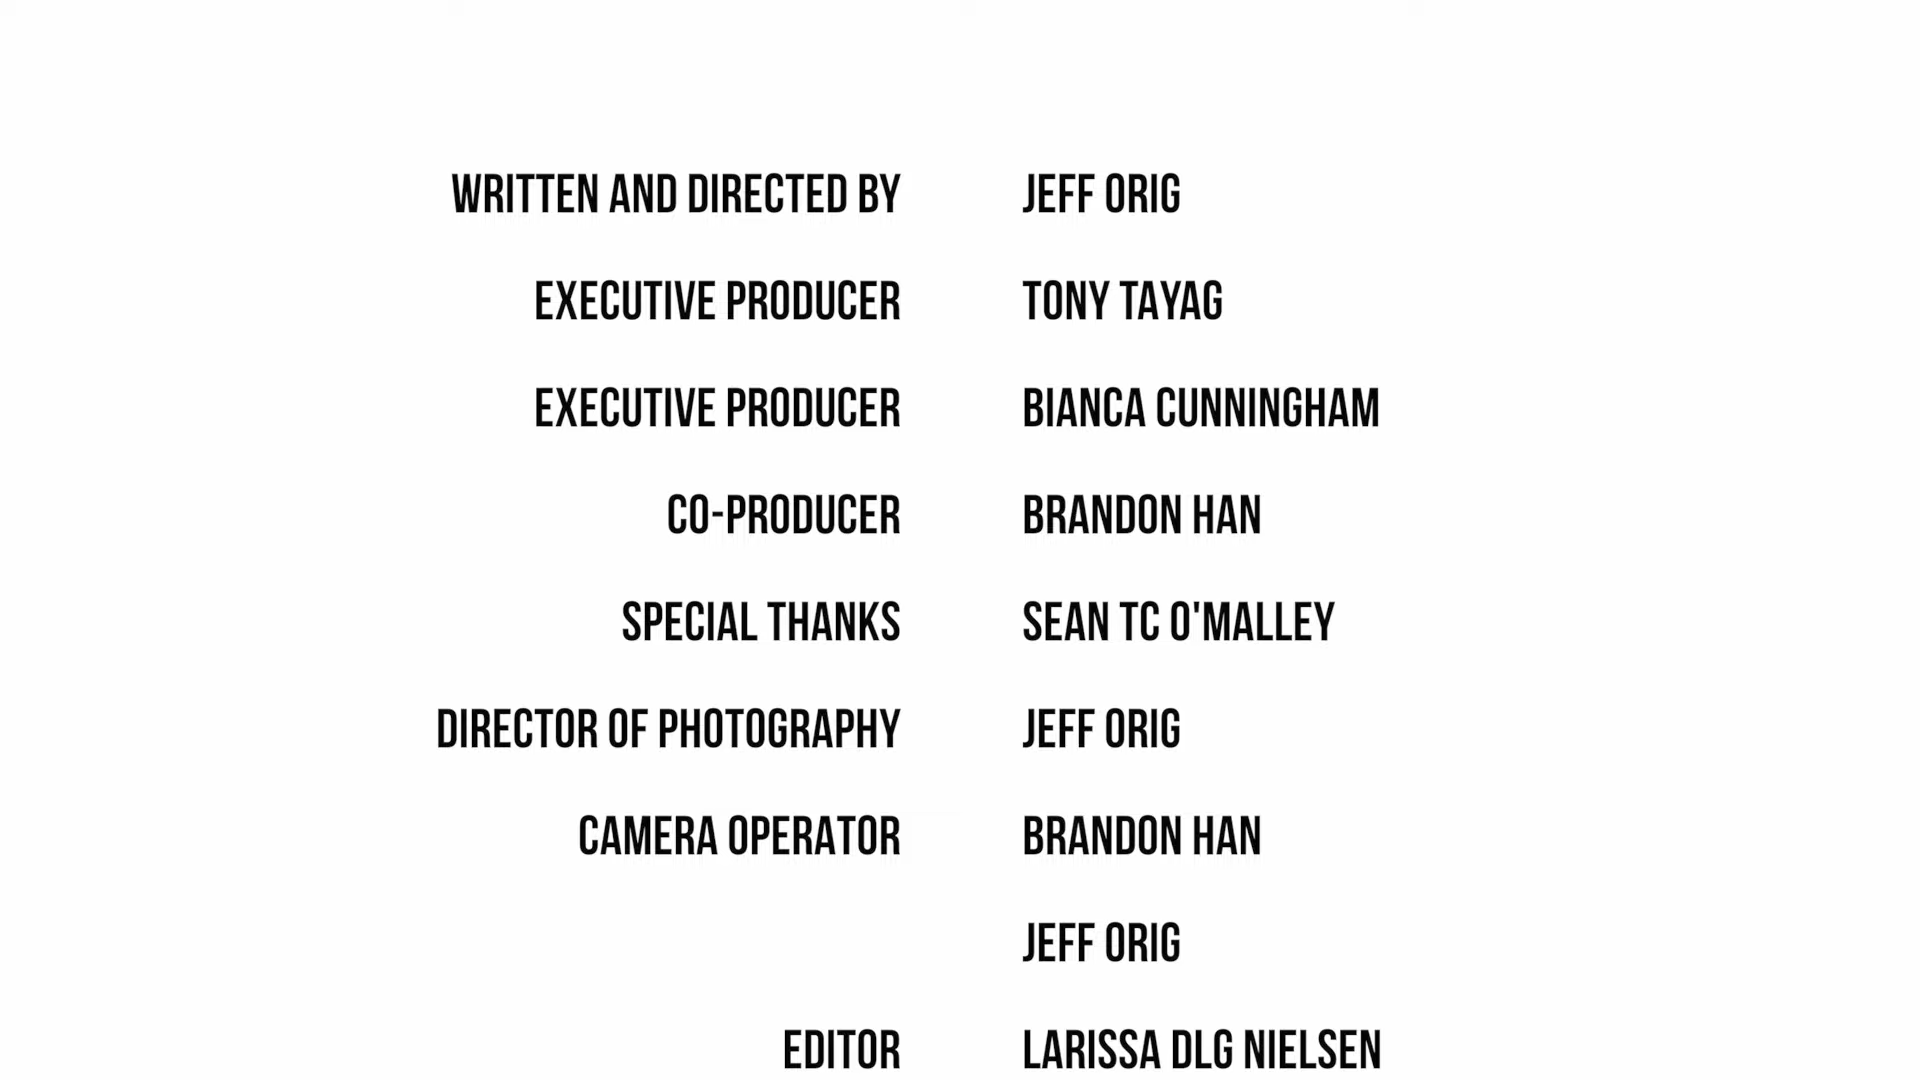 WRITTEN AND DIRECTED BY JEFF ORIG
EXECUTIVE PRODUCER TONY TAYAG
EXECUTIVE PRODUCER BIANCA CUNNINGHAM
CO-PRODUCER BRANDON HAN
SPECIAL THANKS SEAN TC O'MALLEY
DIRECTOR OF PHOTOGRAPHY JEFF ORIG
CAMERA OPERATOR BRANDON HAN
JEFF ORIG
EDITOR LARISSA DLG NIELSEN